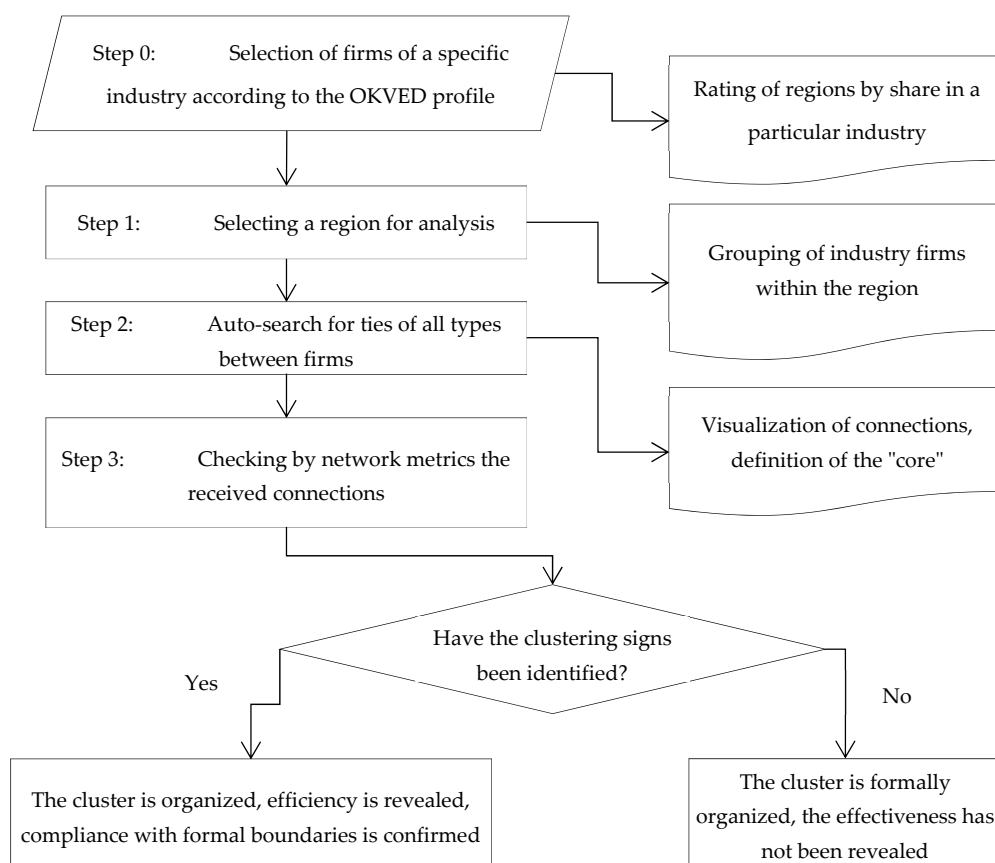 Step 0: Selection of firms of a specific
industry according to the OKVED profile
Rating of regions by share in a
particular industry
Step 1: Selecting a region for analysis
Grouping of industry firms
within the region
Step 2: Auto-search for ties of all types
between firms
Visualization of connections,
definition of the "core"
Step 3: Checking by network metrics the
received connections
Have the clustering signs
been identified?
Yes
No
The cluster is organized, efficiency is revealed,
compliance with formal boundaries is confirmed
The cluster is formally
organized, the effectiveness has
not been revealed